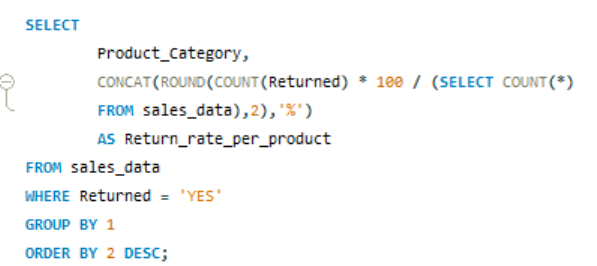 SELECT
Product_Category,
CONCAT(ROUND(COUNT(Returned) * 100 / (SELECT COUNT(*)
FROM sales_data),2),'%')
AS Return_rate_per_product
FROM sales_data
WHERE Returned = 'YES'
GROUP BY 1
ORDER BY 2 DESC;